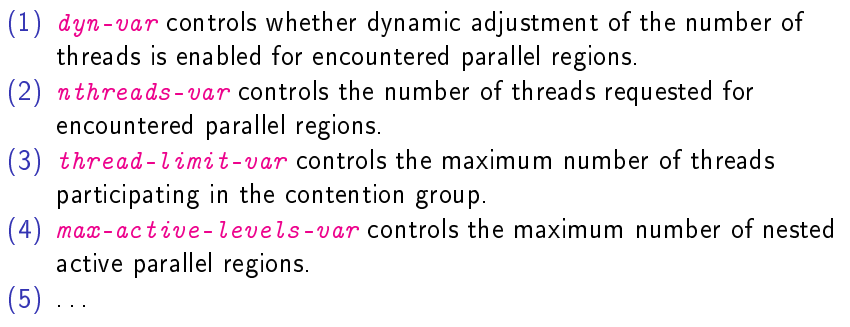 (1) dyn-var controls whether dynamic adjustment of the number of
threads is enabled for encountered parallel regions.
(2) nthreads-var controls the number of threads requested for
encountered parallel regions.
(3) thread-limit-var controls the maximum number of threads
participating in the contention group.
(4) max-active-levels-var controls the maximum number of nested
active parallel regions.
(5) ...